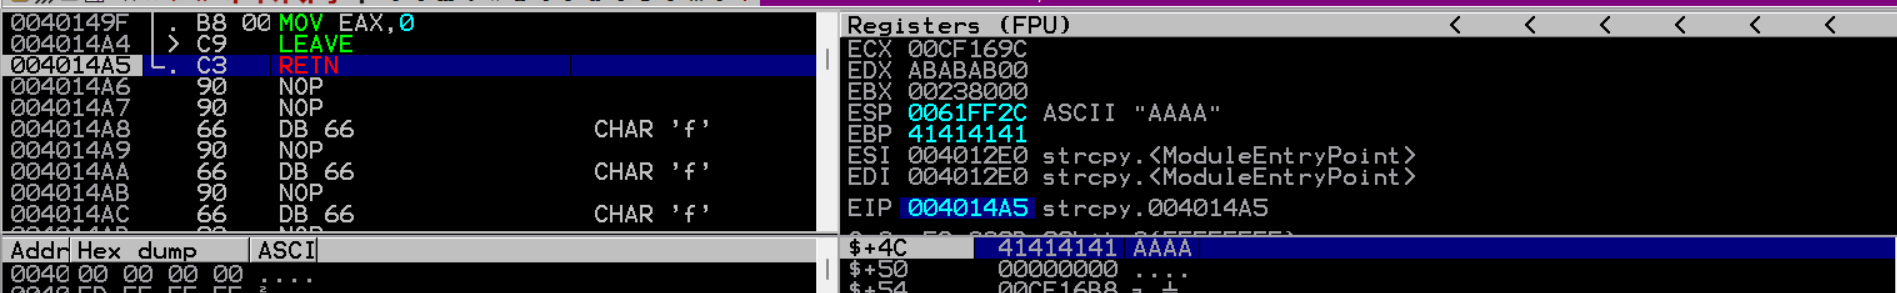 0040149F . B8 00 MOV EAX,0
004014A4 > C9 LEAVE
004014A5 . C3 RETN
004014A6 90 NOP
004014A7 90 NOP
004014A8 66 DB 66 CHAR 'f'
004014A9 90 NOP
004014AA 66 DB 66 CHAR 'f'
004014AB 90 NOP
004014AC 66 DB 66 CHAR 'f'
Addr Hex dump ASCI
0040 00 00 00 00 ....
Registers (FPU) < < < < < <
ECX 00CF169C
EDX ABABAB00
EBX 00238000
ESP 0061FF2C ASCII "AAAA"
EBP 41414141
ESI 004012E0 strcpy.<ModuleEntryPoint>
EDI 004012E0 strcpy.<ModuleEntryPoint>
EIP 004014A5 strcpy.004014A5
$+4C 41414141 AAAA
$+50 00000000 ....
$+54 00CF16B8